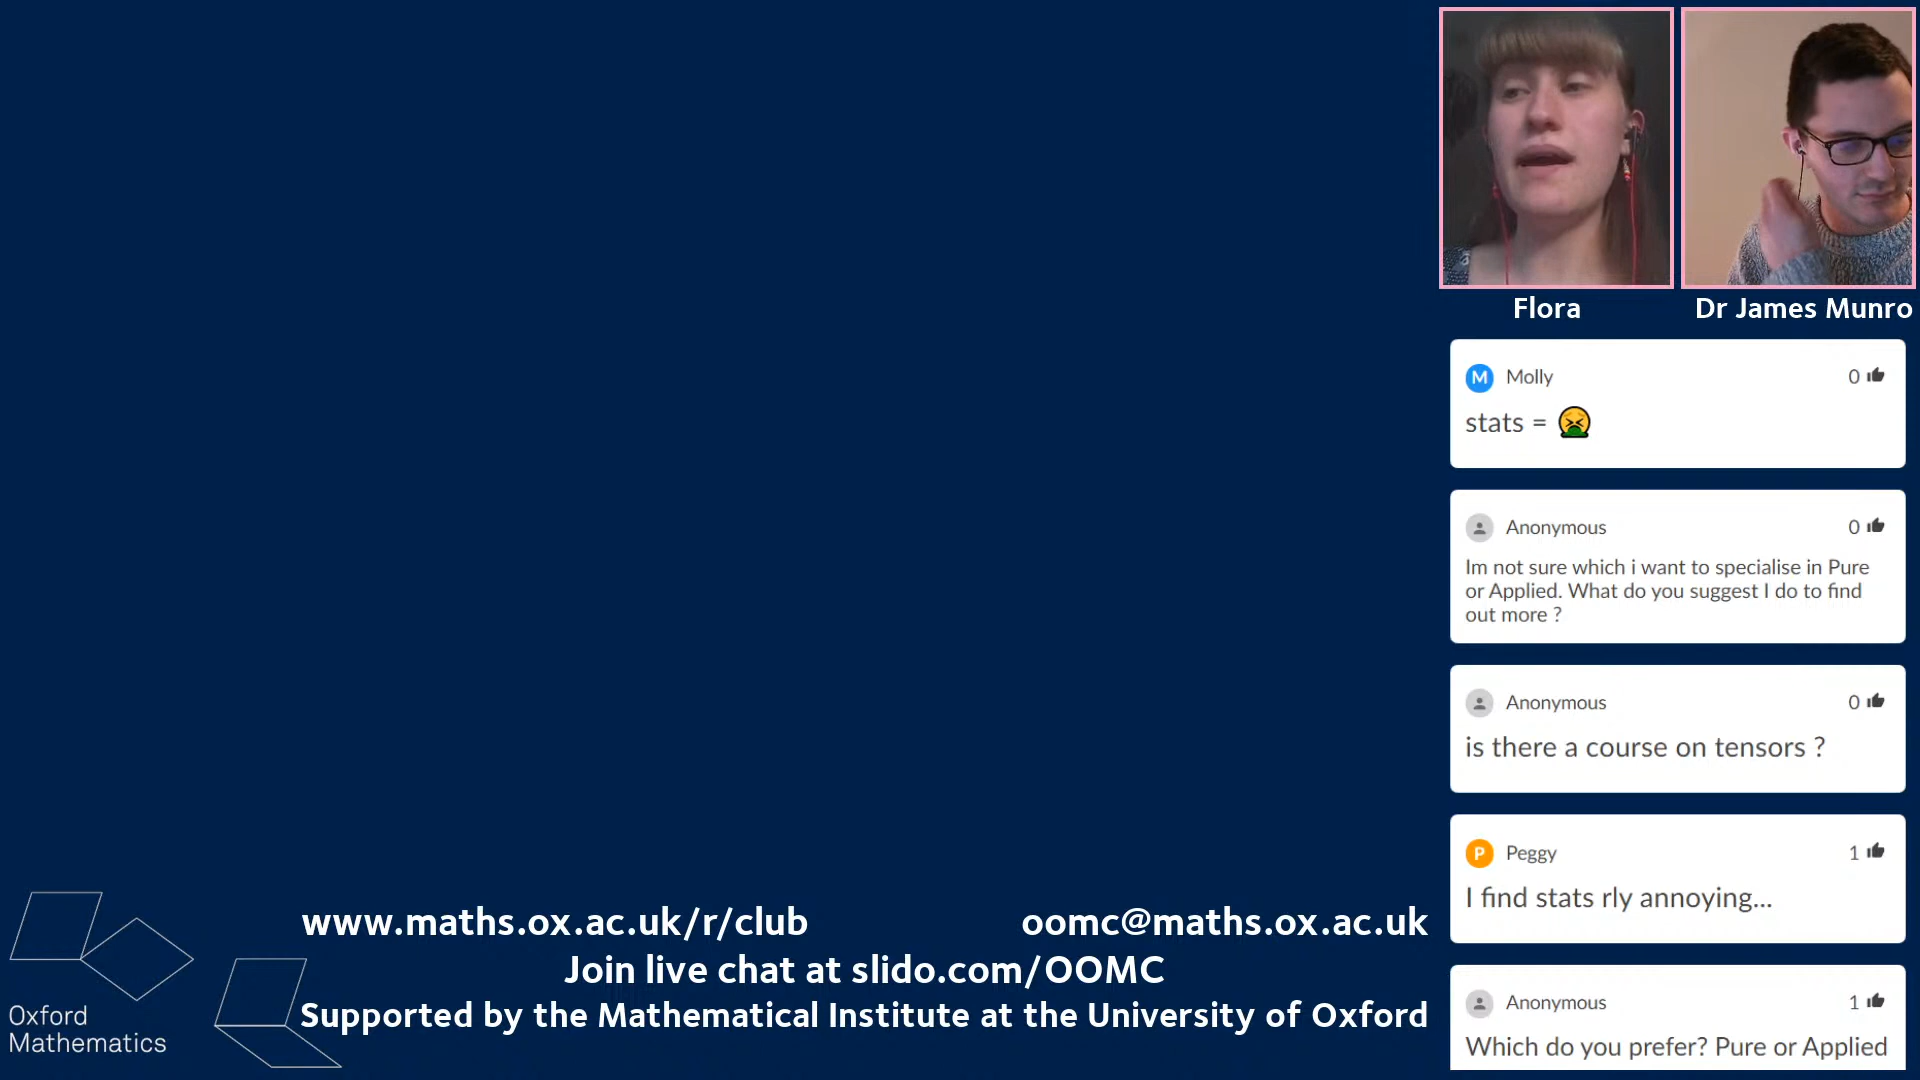 Flora
Dr James Munro
M Molly 0
stats =
Anonymous 0
Im not sure which i want to specialise in Pure
or Applied. What do you suggest I do to find
out more ?
Anonymous 0
is there a course on tensors ?
P Peggy 1
I find stats rly annoying...
Anonymous 1
Which do you prefer? Pure or Applied
www.maths.ox.ac.uk/r/club
oomc@maths.ox.ac.uk
Join live chat at slido.com/OOMC
Supported by the Mathematical Institute at the University of Oxford
Oxford
Mathematics